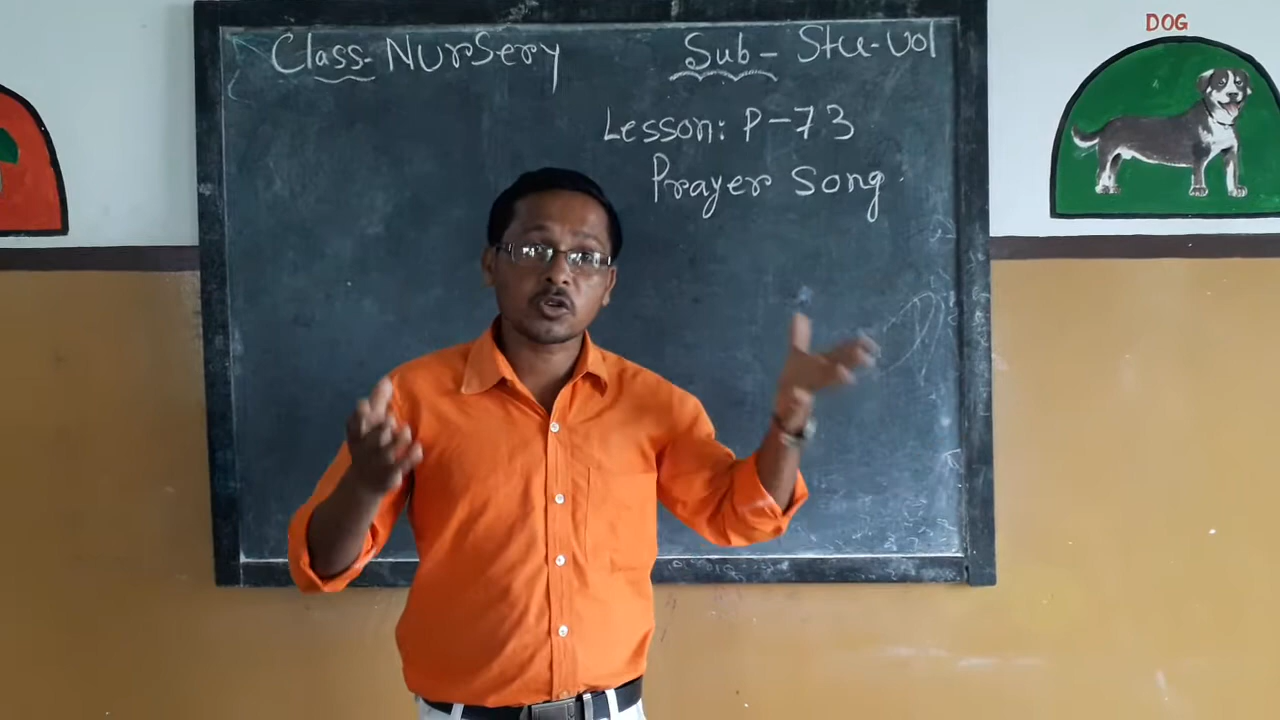 Class-Nursery
Sub- Stu-Vol
Lesson: P-73
Prayer Song.
DOG